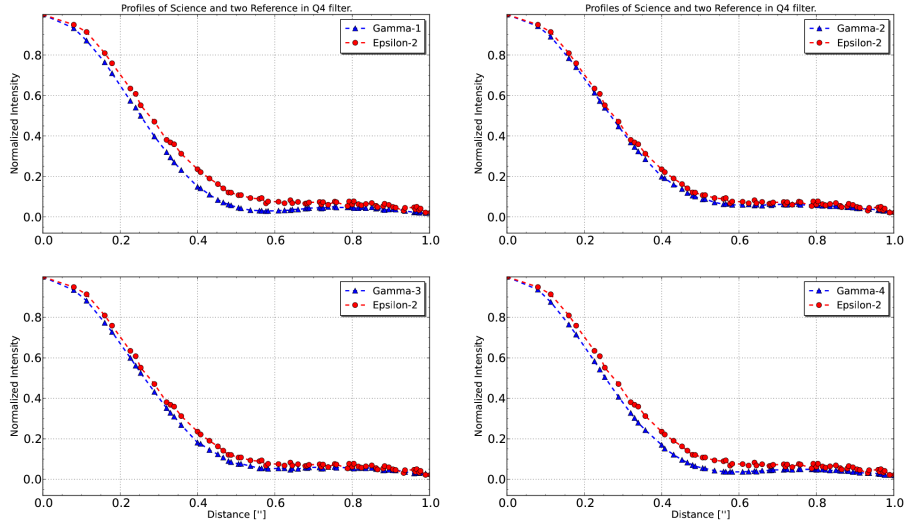 Profiles of Science and two Reference in Q4 filter.
Normalized Intensity
0.8
0.6
0.4
0.2
0.0
0.0 0.2 0.4 0.6 0.8 1.0
Gamma-1
Epsilon-2
Profiles of Science and two Reference in Q4 filter.
Normalized Intensity
0.8
0.6
0.4
0.2
0.0
0.0 0.2 0.4 0.6 0.8 1.0
Gamma-2
Epsilon-2
Normalized Intensity
0.8
0.6
0.4
0.2
0.0
0.0 0.2 0.4 0.6 0.8 1.0
Distance ['']
Gamma-3
Epsilon-2
Normalized Intensity
0.8
0.6
0.4
0.2
0.0
0.0 0.2 0.4 0.6 0.8 1.0
Distance ['']
Gamma-4
Epsilon-2